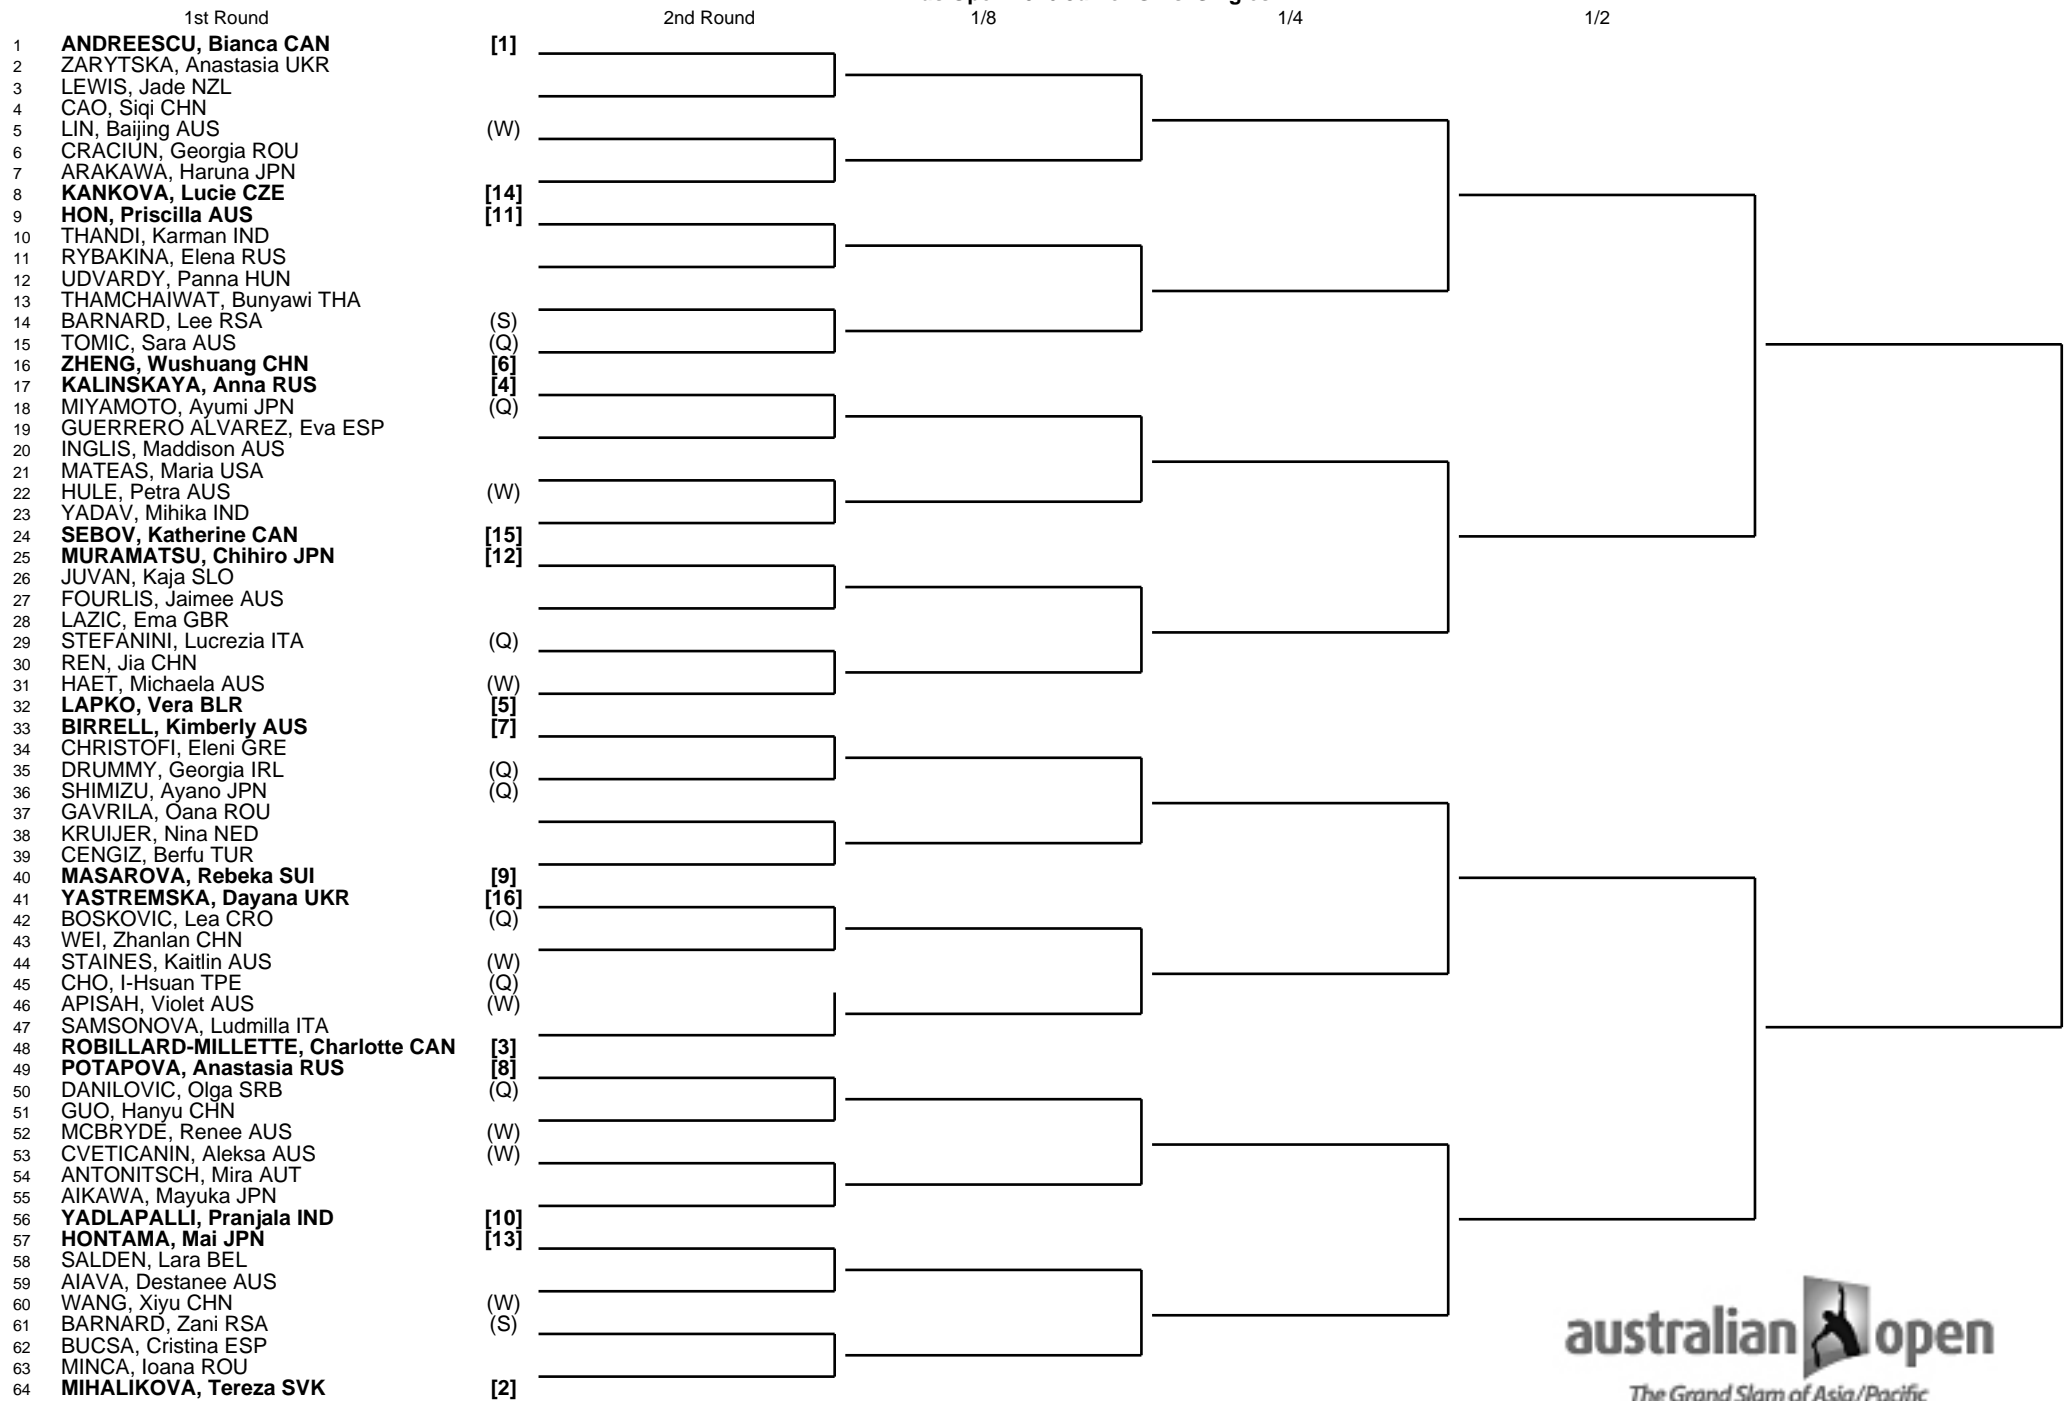 1st Round 2nd Round 1/8 1/4 1/2
1 ANDREESCU, Bianca CAN [1]
2 ZARYTSKA, Anastasia UKR
3 LEWIS, Jade NZL
4 CAO, Siqi CHN
5 LIN, Baijing AUS (W)
6 CRACIUN, Georgia ROU
7 ARAKAWA, Haruna JPN
8 KANKOVA, Lucie CZE [14]
9 HON, Priscilla AUS [11]
10 THANDI, Karman IND
11 RYBAKINA, Elena RUS
12 UDVARDY, Panna HUN
13 THAMCHAIWAT, Bunyawi THA
14 BARNARD, Lee RSA (S)
15 TOMIC, Sara AUS (Q)
16 ZHENG, Wushuang CHN [6]
17 KALINSKAYA, Anna RUS [4]
18 MIYAMOTO, Ayumi JPN (Q)
19 GUERRERO ALVAREZ, Eva ESP
20 INGLIS, Maddison AUS
21 MATEAS, Maria USA
22 HULE, Petra AUS (W)
23 YADAV, Mihika IND
24 SEBOV, Katherine CAN [15]
25 MURAMATSU, Chihiro JPN [12]
26 JUVAN, Kaja SLO
27 FOURLIS, Jaimee AUS
28 LAZIC, Ema GBR
29 STEFANINI, Lucrezia ITA (Q)
30 REN, Jia CHN
31 HAET, Michaela AUS (W)
32 LAPKO, Vera BLR [5]
33 BIRRELL, Kimberly AUS [7]
34 CHRISTOFI, Eleni GRE
35 DRUMMY, Georgia IRL (Q)
36 SHIMIZU, Ayano JPN (Q)
37 GAVRILA, Oana ROU
38 KRUIJER, Nina NED
39 CENGIZ, Berfu TUR
40 MASAROVA, Rebeka SUI [9]
41 YASTREMSKA, Dayana UKR [16]
42 BOSKOVIC, Lea CRO (Q)
43 WEI, Zhanlan CHN
44 STAINES, Kaitlin AUS (W)
45 CHO, I-Hsuan TPE (Q)
46 APISAH, Violet AUS (W)
47 SAMSONOVA, Ludmilla ITA
48 ROBILLARD-MILLETTE, Charlotte CAN [3]
49 POTAPOVA, Anastasia RUS [8]
50 DANILOVIC, Olga SRB (Q)
51 GUO, Hanyu CHN
52 MCBRYDE, Renee AUS (W)
53 CVETICANIN, Aleksa AUS (W)
54 ANTONITSCH, Mira AUT
55 AIKAWA, Mayuka JPN
56 YADLAPALLI, Pranjala IND [10]
57 HONTAMA, Mai JPN [13]
58 SALDEN, Lara BEL
59 AIAVA, Destanee AUS
60 WANG, Xiyu CHN (W)
61 BARNARD, Zani RSA (S)
62 BUCSA, Cristina ESP
63 MINCA, Ioana ROU
64 MIHALIKOVA, Tereza SVK [2]
australian open
The Grand Slam of Asia/Pacific